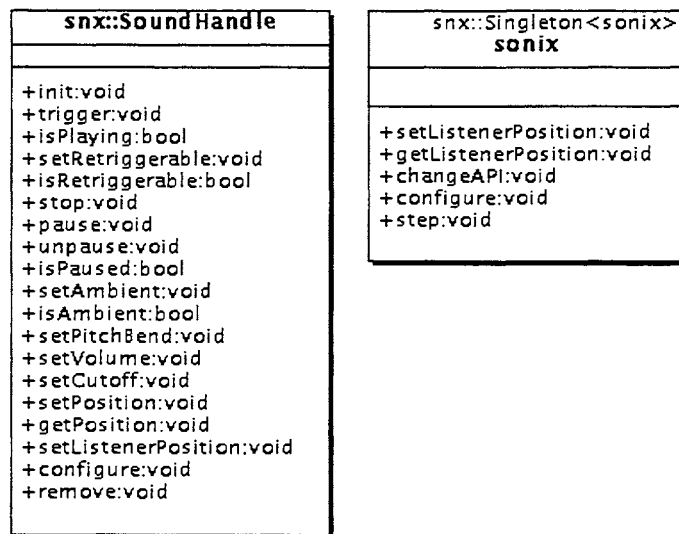 snx::SoundHandle
+init:void
+trigger:void
+isPlaying:bool
+setRetriggerable:void
+isRetriggerable:bool
+stop:void
+pause:void
+unpause:void
+isPaused:bool
+setAmbient:void
+isAmbient:bool
+setPitchBend:void
+setVolume:void
+setCutoff:void
+setPosition:void
+getPosition:void
+setListenerPosition:void
+configure:void
+remove:void
snx::Singleton<sonix>
sonix
+setListenerPosition:void
+getListenerPosition:void
+changeAPI:void
+configure:void
+step:void